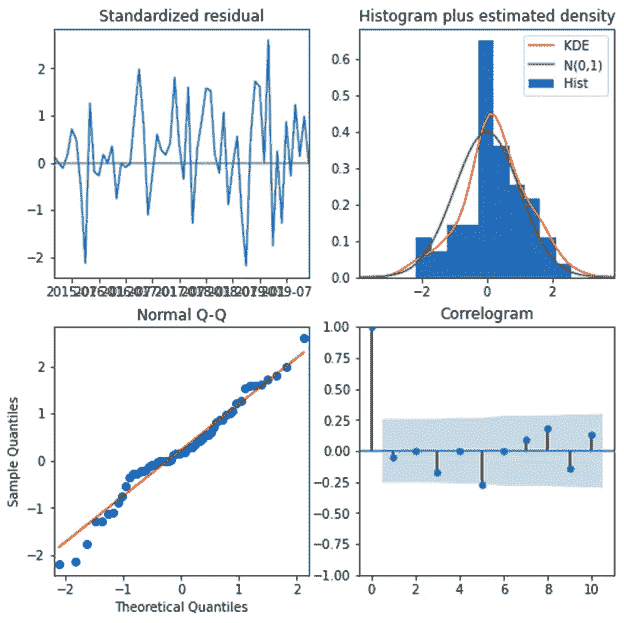 Standardized residual
2
1
0
−1
−2
Histogram plus estimated density
KDE
N(0,1)
Hist
0.6
0.5
0.4
0.3
0.2
0.1
0.0
−2 0 2
Normal Q-Q
Sample Quantiles
2
1
0
−1
−2
−2 −1 0 1 2
Theoretical Quantiles
Correlogram
1.00
0.75
0.50
0.25
0.00
−0.25
−0.50
−0.75
−1.00
0 2 4 6 8 10